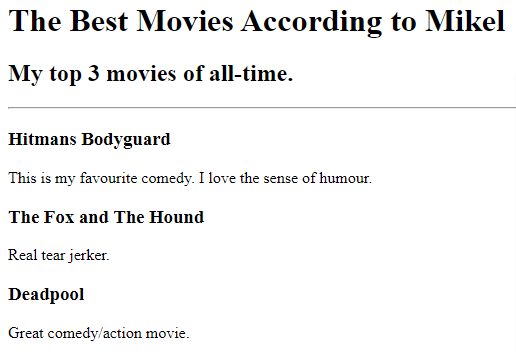 The Best Movies According to Mikel
My top 3 movies of all-time.
Hitmans Bodyguard
This is my favourite comedy. I love the sense of humour.
The Fox and The Hound
Real tear jerker.
Deadpool
Great comedy/action movie.